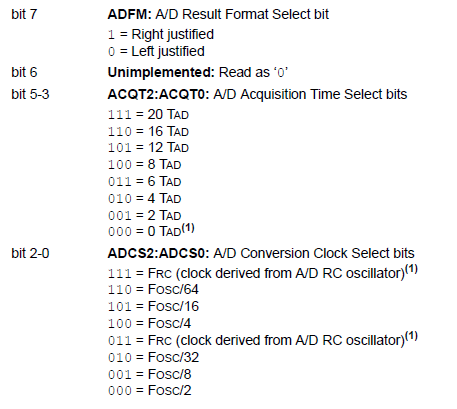 bit 7 ADFM: A/D Result Format Select bit
1 = Right justified
0 = Left justified
bit 6 Unimplemented: Read as ‘0’
bit 5-3 ACQT2:ACQT0: A/D Acquisition Time Select bits
111 = 20 TAD
110 = 16 TAD
101 = 12 TAD
100 = 8 TAD
011 = 6 TAD
010 = 4 TAD
001 = 2 TAD
000 = 0 TAD(1)
bit 2-0 ADCS2:ADCS0: A/D Conversion Clock Select bits
111 = FRC (clock derived from A/D RC oscillator)(1)
110 = FOSC/64
101 = FOSC/16
100 = FOSC/4
011 = FRC (clock derived from A/D RC oscillator)(1)
010 = FOSC/32
001 = FOSC/8
000 = FOSC/2